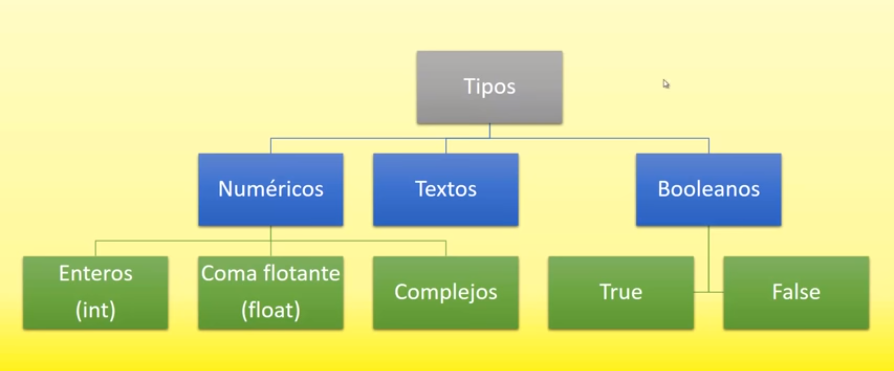 Tipos
Numéricos
Textos
Booleanos
Enteros
(int)
Coma flotante
(float)
Complejos
True
False